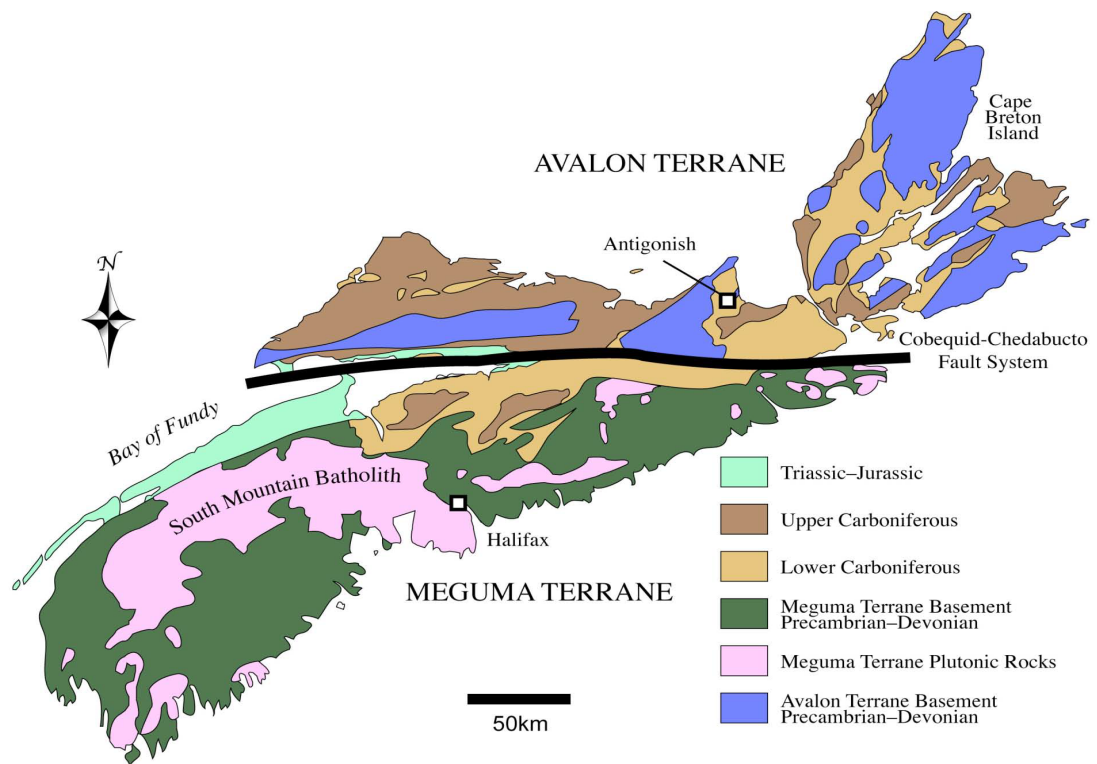 Cape
Breton
Island
AVALON TERRANE
Antigonish
N
Cobequid-Chedabucto
Fault System
Bay of Fundy
South Mountain Batholith
Halifax
MEGUMA TERRANE
Triassic–Jurassic
Upper Carboniferous
Lower Carboniferous
Meguma Terrane Basement
Precambrian–Devonian
Meguma Terrane Plutonic Rocks
Avalon Terrane Basement
Precambrian–Devonian
50km